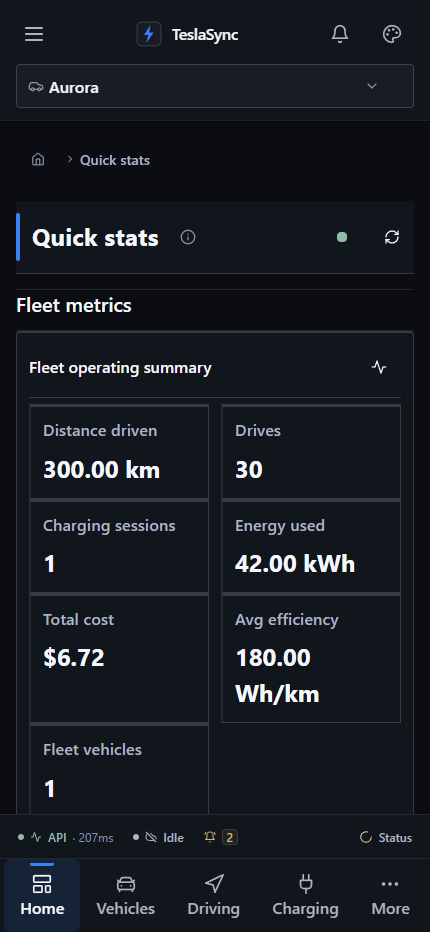 TeslaSync
Aurora
Quick stats
Quick stats
Fleet metrics
Fleet operating summary
Distance driven
300.00 km
Drives
30
Charging sessions
1
Energy used
42.00 kWh
Total cost
$6.72
Avg efficiency
180.00
Wh/km
Fleet vehicles
1
API · 207ms
Idle
2
Status
Home
Vehicles
Driving
Charging
More